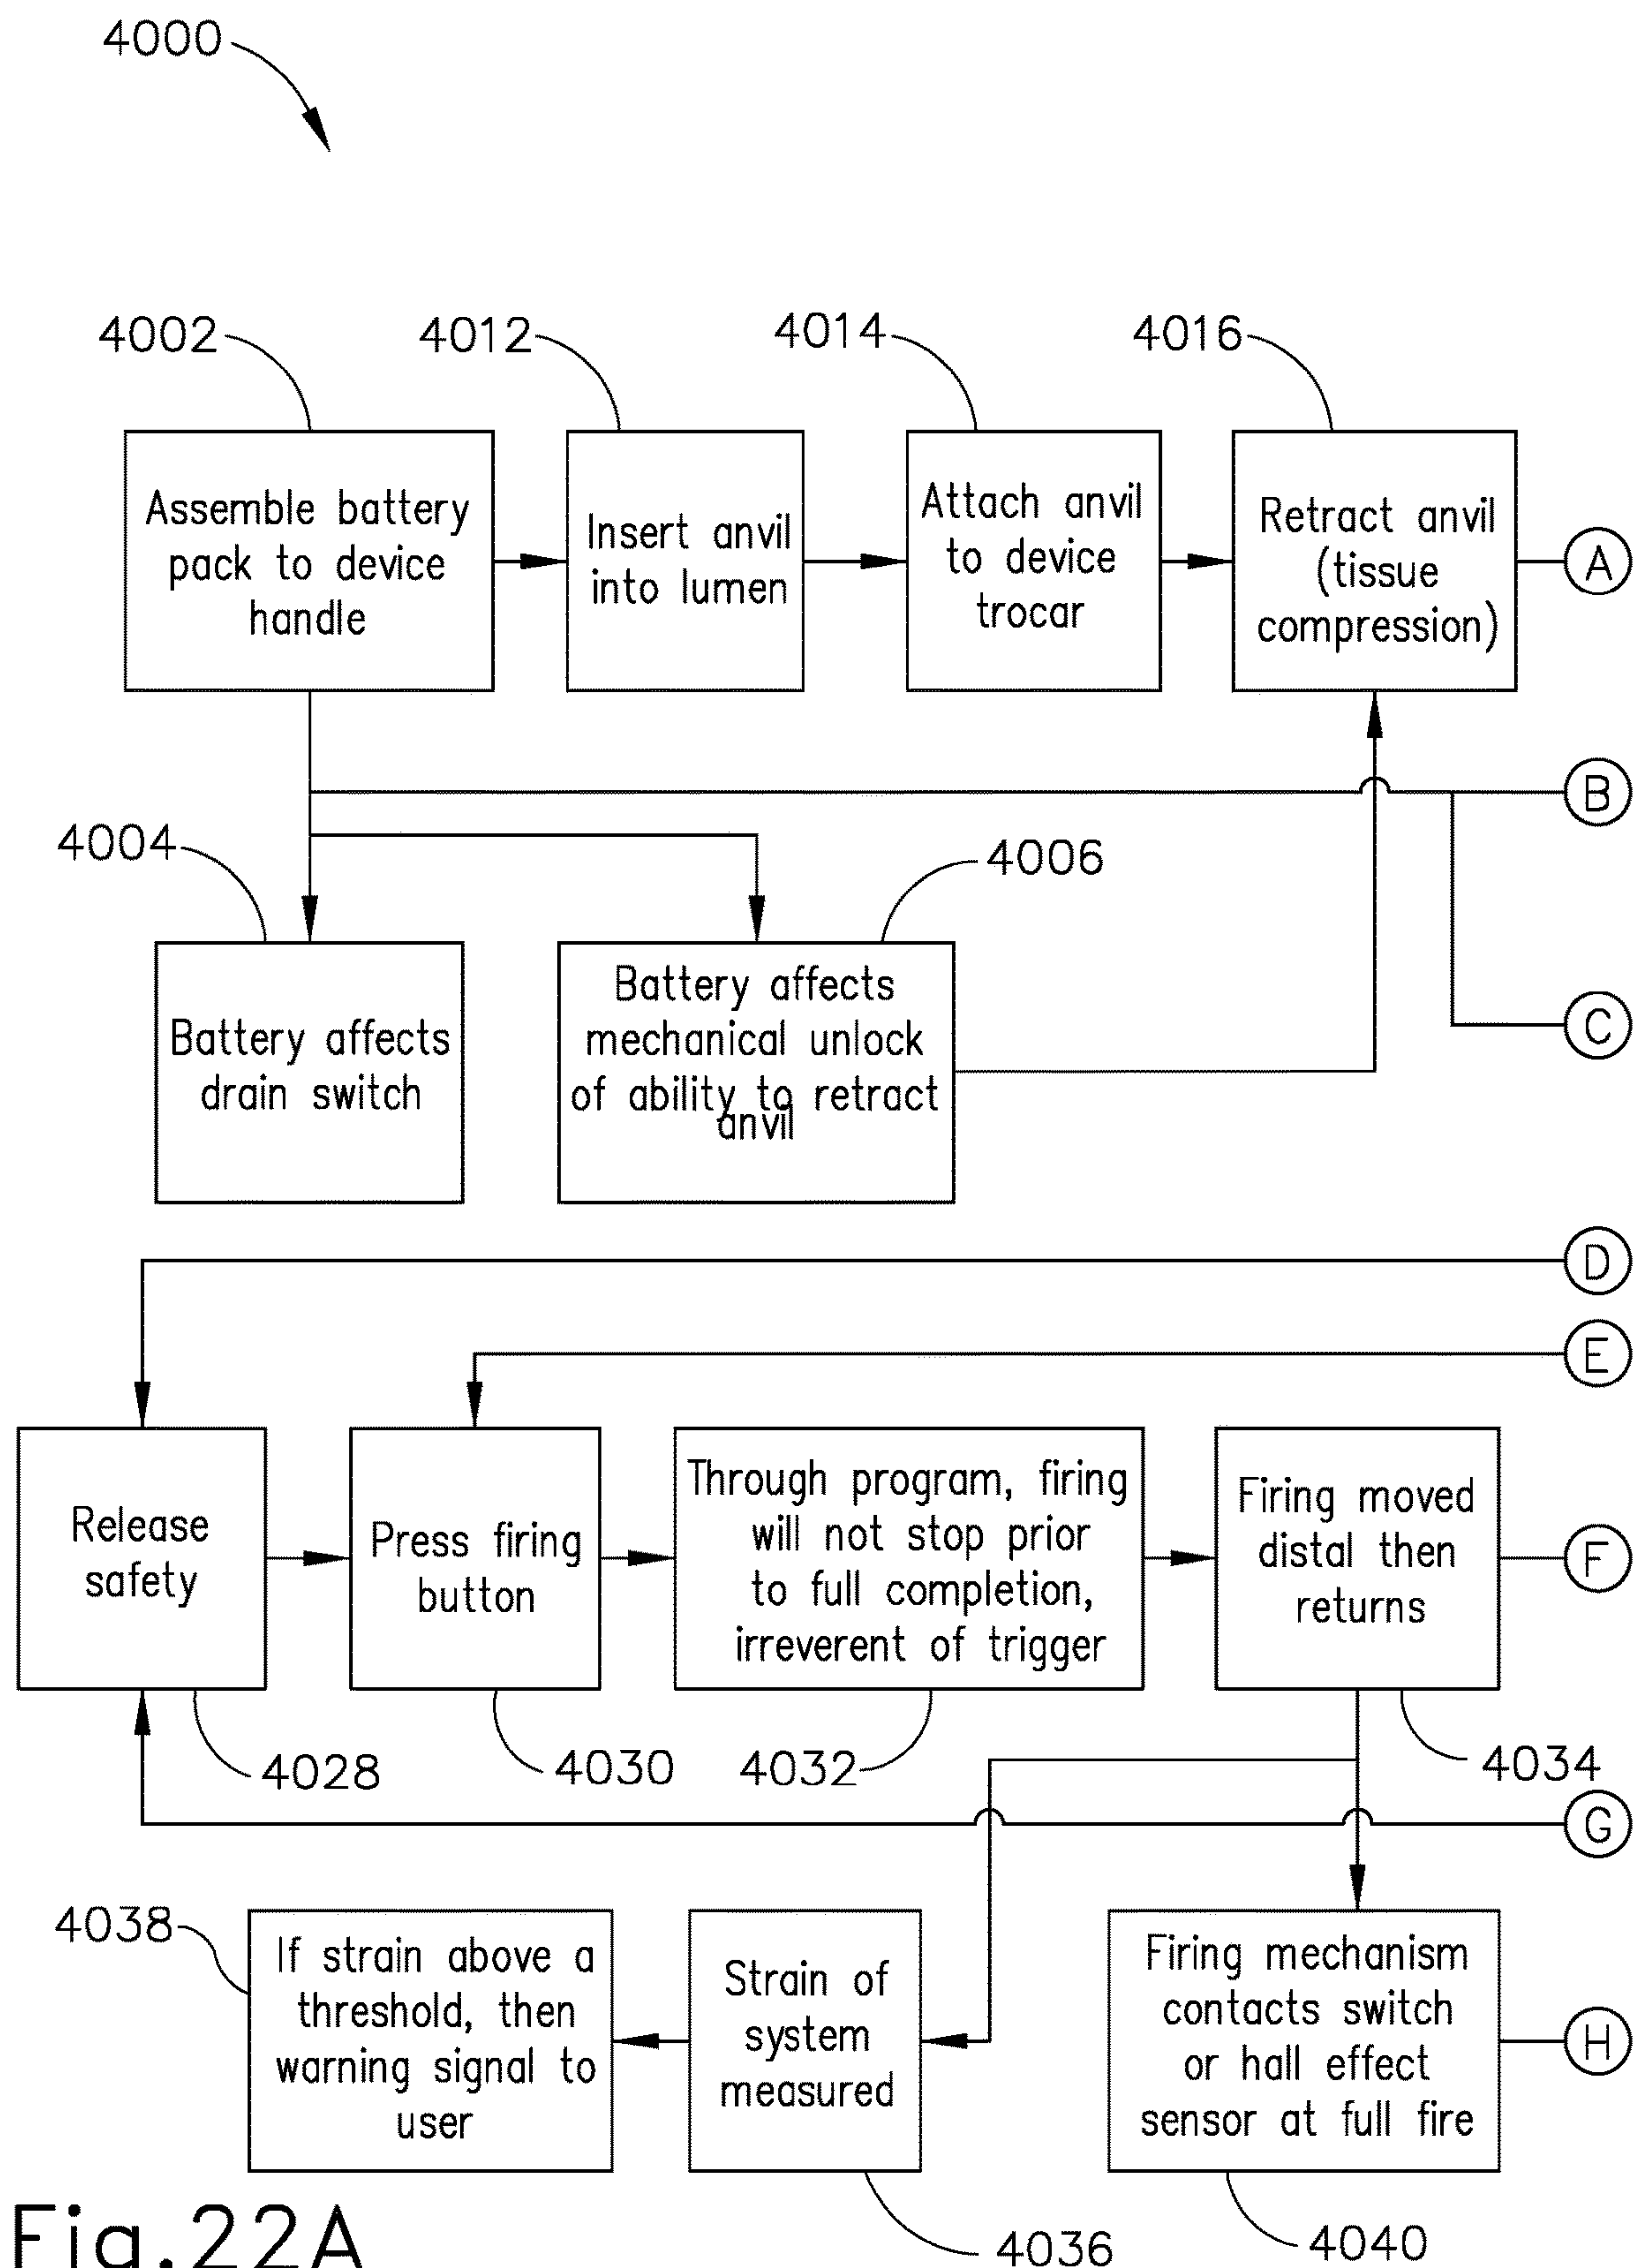 4000
4002
4012
4014
4016
Assemble battery
pack to device
handle
Insert anvil
into lumen
Attach anvil
to device
trocar
Retract anvil
(tissue
compression)
A
B
4004
4006
Battery affects
drain switch
Battery affects
mechanical unlock
of ability to retract
anvil
C
D
E
Release
safety
Press firing
button
Through program, firing
will not stop prior
to full completion,
irreverent of trigger
Firing moved
distal then
returns
F
4028
4030
4032
4034
G
4038
If strain above a
threshold, then
warning signal to
user
Strain of
system
measured
Firing mechanism
contacts switch
or hall effect
sensor at full fire
H
4036
4040
Fig.22A